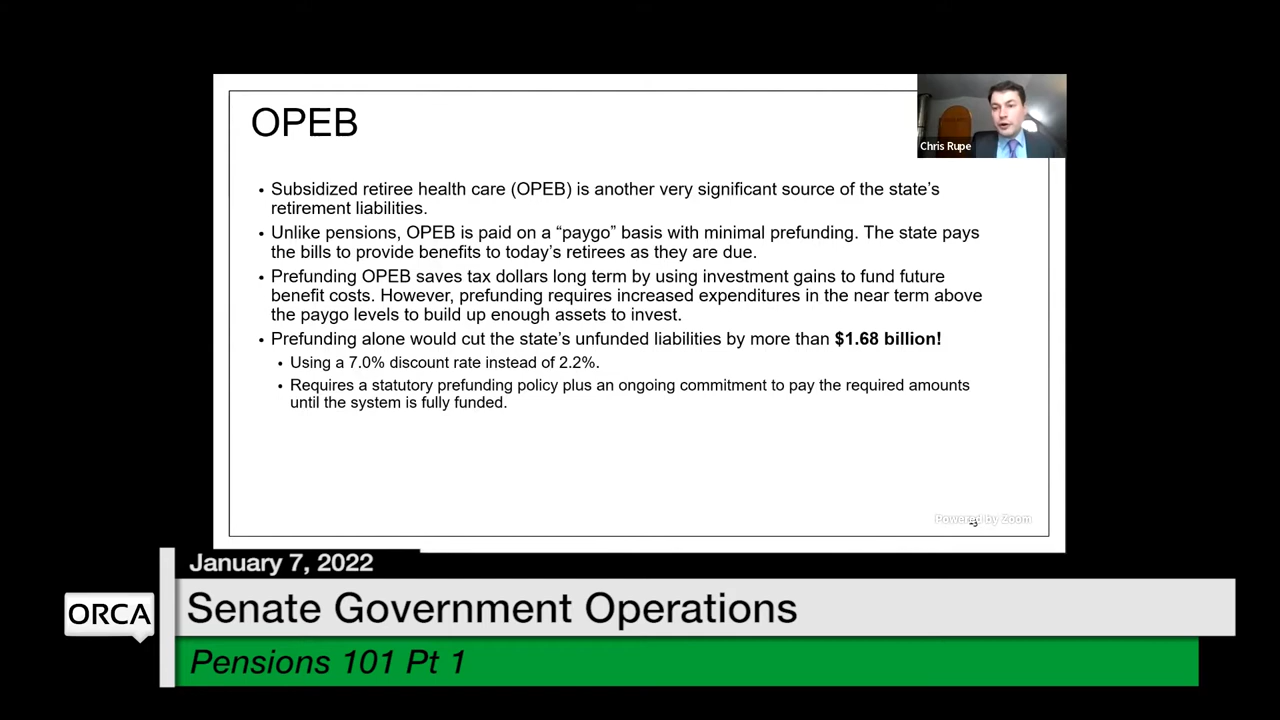 OPEB
Chris Rupe
• Subsidized retiree health care (OPEB) is another very significant source of the state's
retirement liabilities.
• Unlike pensions, OPEB is paid on a “paygo” basis with minimal prefunding. The state pays
the bills to provide benefits to today's retirees as they are due.
• Prefunding OPEB saves tax dollars long term by using investment gains to fund future
benefit costs. However, prefunding requires increased expenditures in the near term above
the paygo levels to build up enough assets to invest.
• Prefunding alone would cut the state's unfunded liabilities by more than $1.68 billion!
• Using a 7.0% discount rate instead of 2.2%.
• Requires a statutory prefunding policy plus an ongoing commitment to pay the required amounts
until the system is fully funded.
Powered by Zoom
January 7, 2022
ORCA
Senate Government Operations
Pensions 101 Pt 1